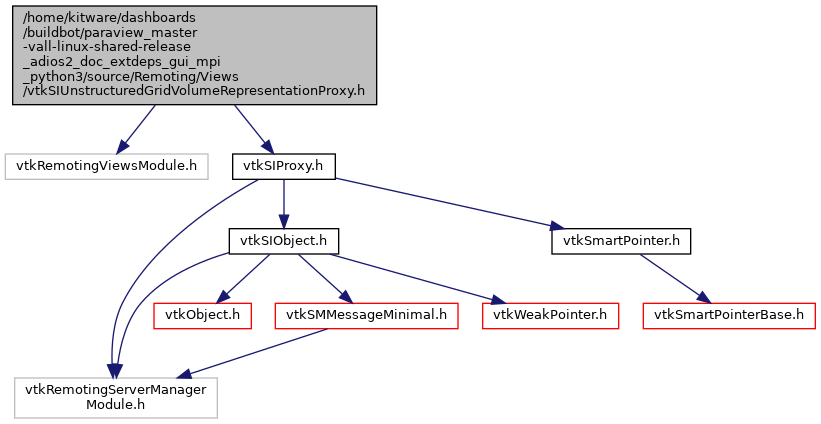 /home/kitware/dashboards
/buildbot/paraview_master
-vall-linux-shared-release
_adios2_doc_extdeps_gui_mpi
_python3/source/Remoting/Views
/vtkSIUnstructuredGridVolumeRepresentationProxy.h
vtkRemotingViewsModule.h
vtkSIProxy.h
vtkSIObject.h
vtkSmartPointer.h
vtkObject.h
vtkSMMessageMinimal.h
vtkWeakPointer.h
vtkSmartPointerBase.h
vtkRemotingServerManager
Module.h